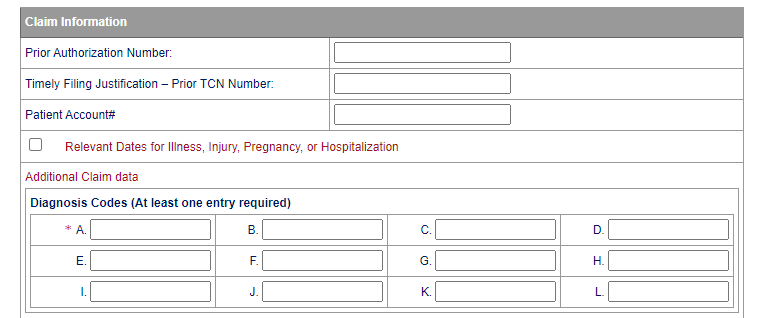 Claim Information
Prior Authorization Number:
Timely Filing Justification – Prior TCN Number:
Patient Account#
Relevant Dates for Illness, Injury, Pregnancy, or Hospitalization
Additional Claim data
Diagnosis Codes (At least one entry required)
* A. B. C. D.
E. F. G. H.
I. J. K. L.